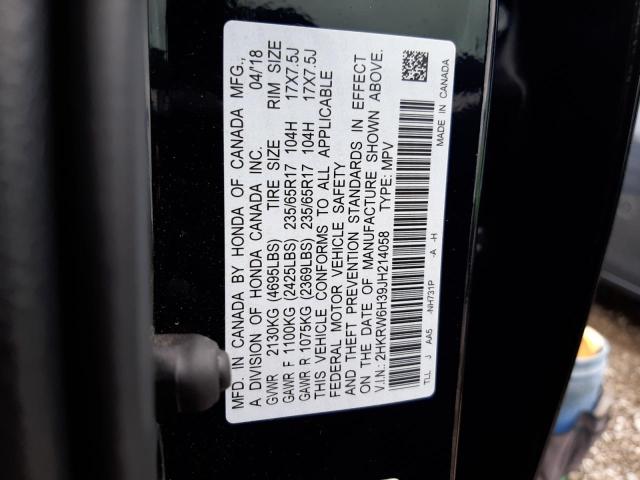 MFD. IN CANADA BY HONDA OF CANADA MFG.,
A DIVISION OF HONDA CANADA INC. 04/'18
GVWR 2130KG (4695LBS) TIRE SIZE RIM SIZE
GAWR F 1100KG (2425LBS) 235/65R17 104H 17X7.5J
GAWR R 1075KG (2369LBS) 235/65R17 104H 17X7.5J
THIS VEHICLE CONFORMS TO ALL APPLICABLE
FEDERAL MOTOR VEHICLE SAFETY
AND THEFT PREVENTION STANDARDS IN EFFECT
ON THE DATE OF MANUFACTURE SHOWN ABOVE.
V.I.N.: 2HKRW6H39JH214058 TYPE: MPV
TLL J AA5 -NH731P -A -H MADE IN CANADA